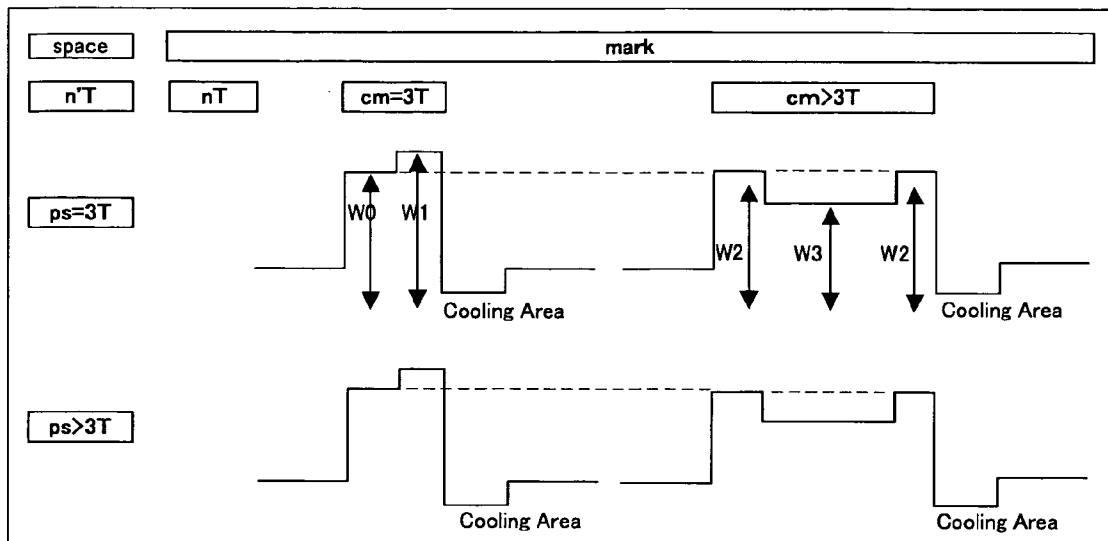 space mark
n'T nT cm=3T cm>3T
ps=3T W0 W1 W2 W3 W2
Cooling Area Cooling Area
ps>3T
Cooling Area Cooling Area